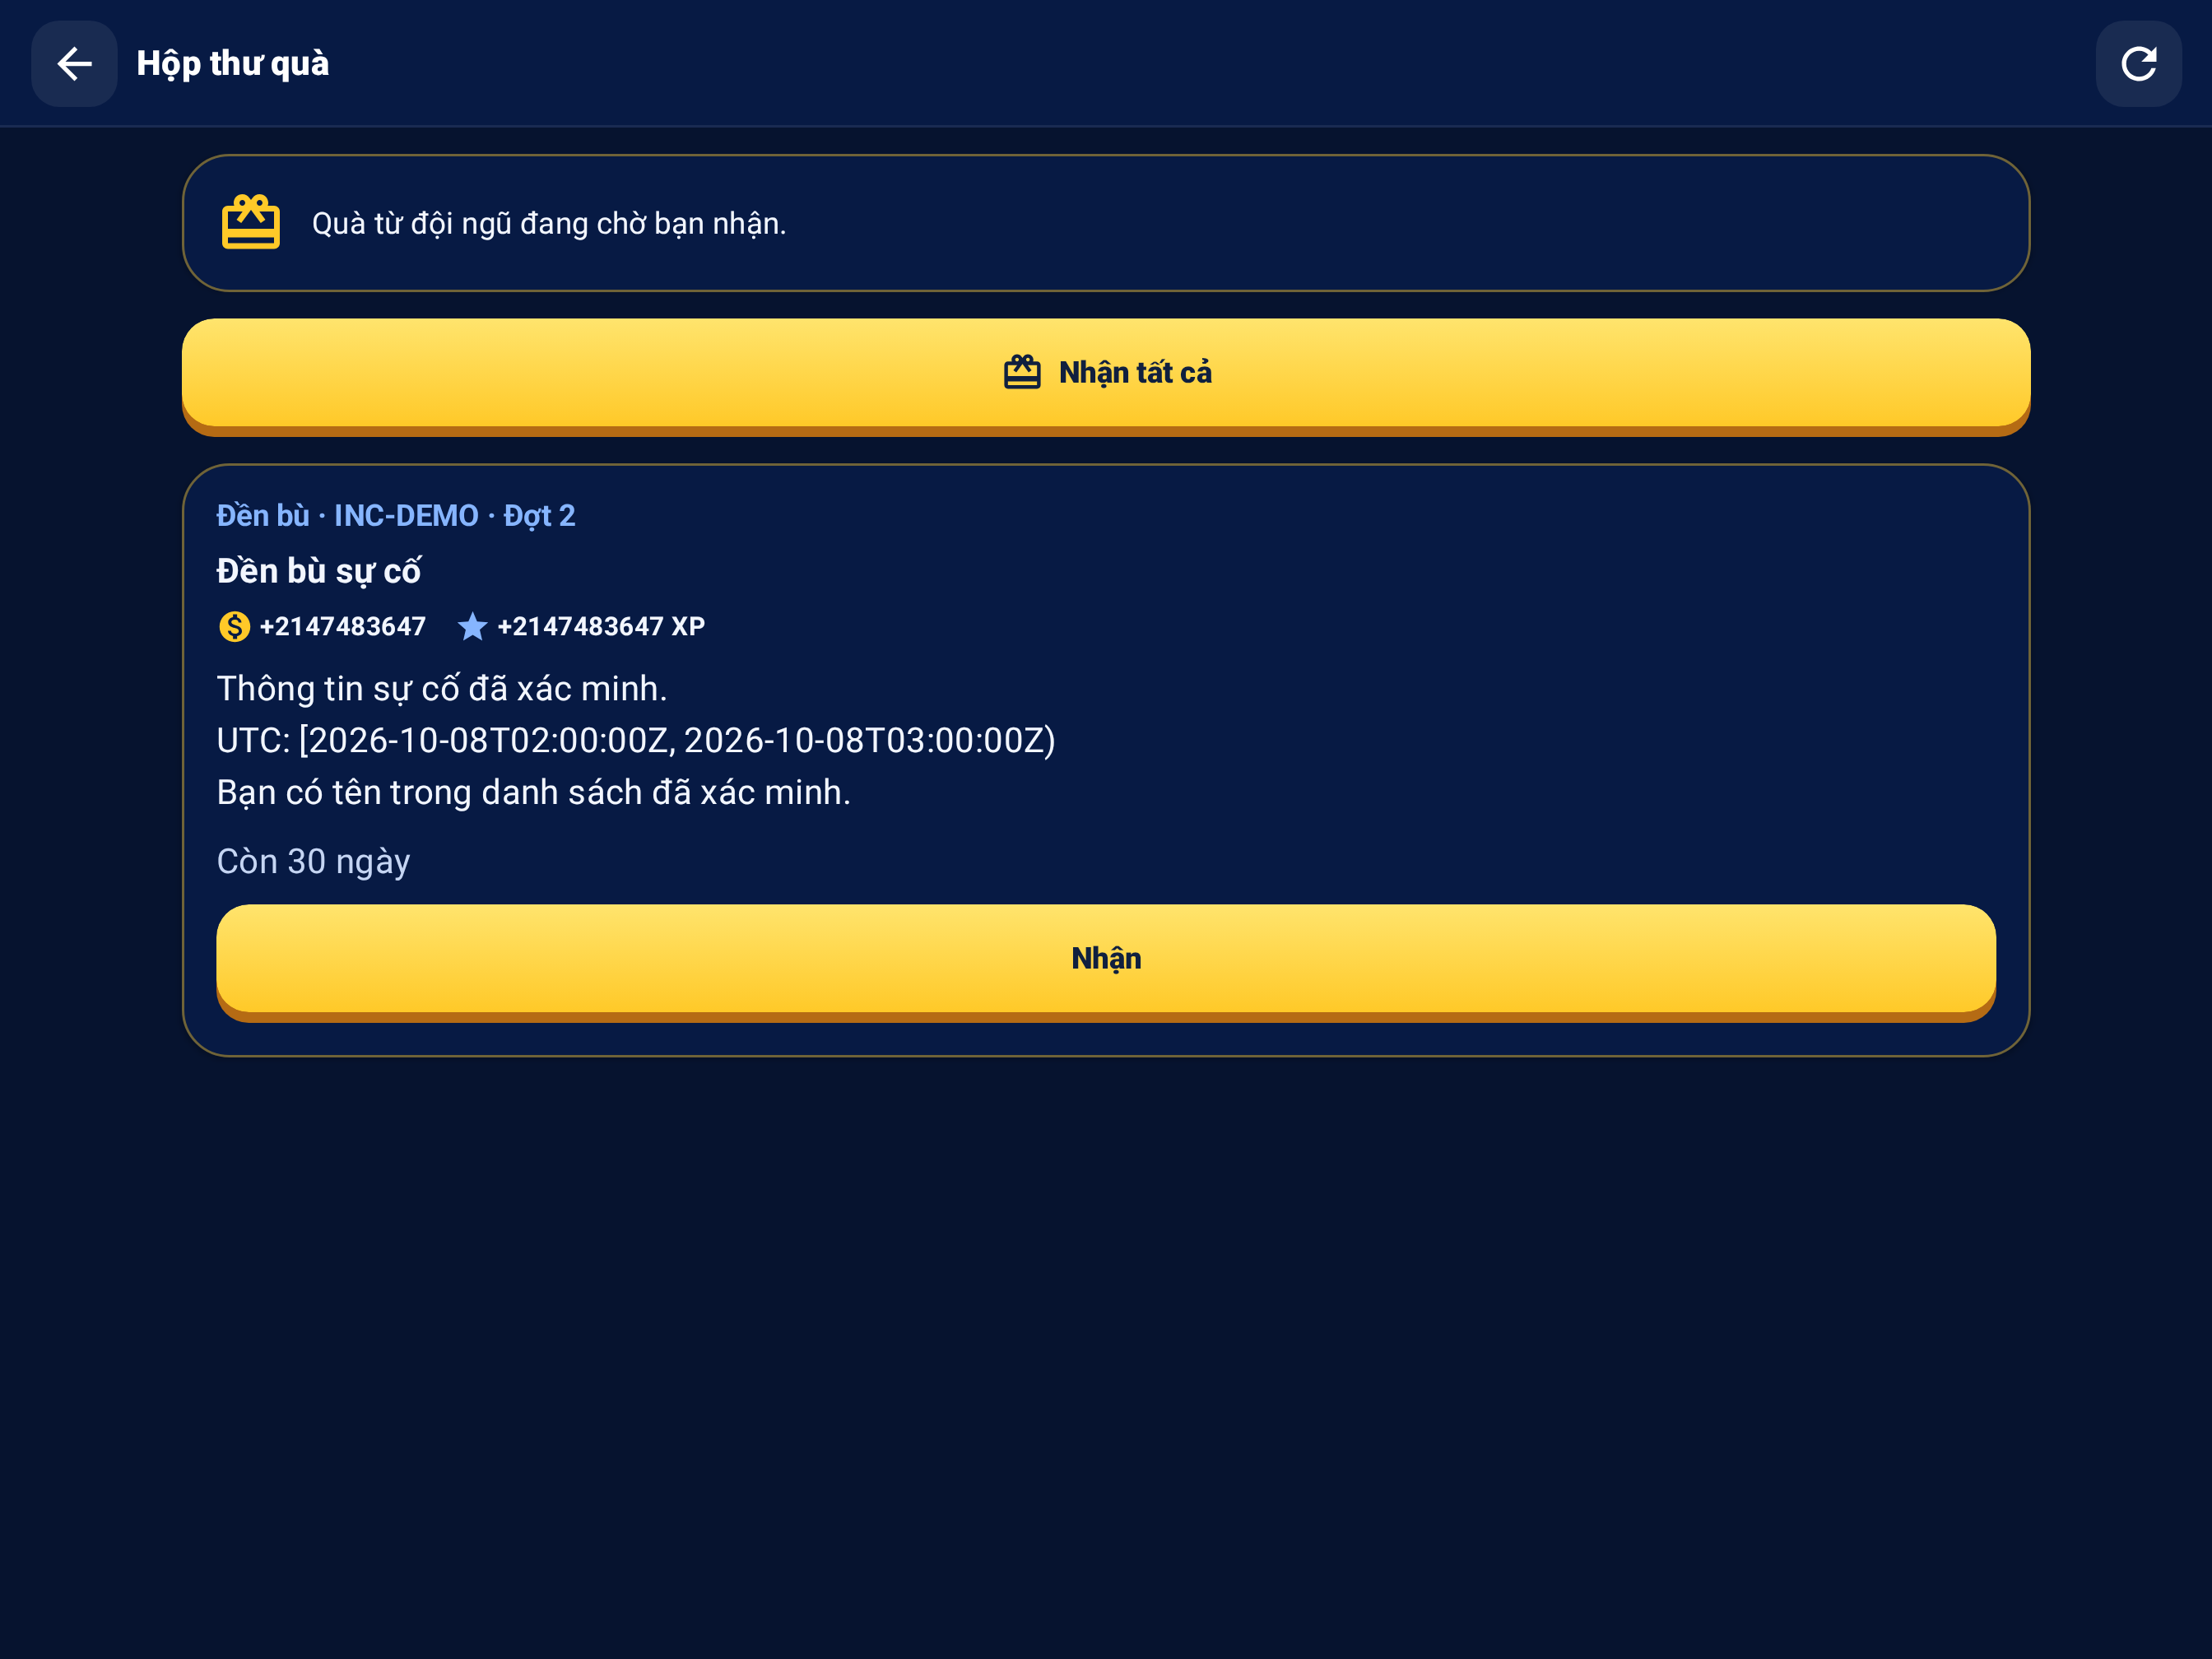 Hộp thư quà
Quà từ đội ngũ đang chờ bạn nhận.
Nhận tất cả
Đền bù · INC-DEMO · Đợt 2
Đền bù sự cố
+2147483647 +2147483647 XP
Thông tin sự cố đã xác minh.
UTC: [2026-10-08T02:00:00Z, 2026-10-08T03:00:00Z)
Bạn có tên trong danh sách đã xác minh.
Còn 30 ngày
Nhận